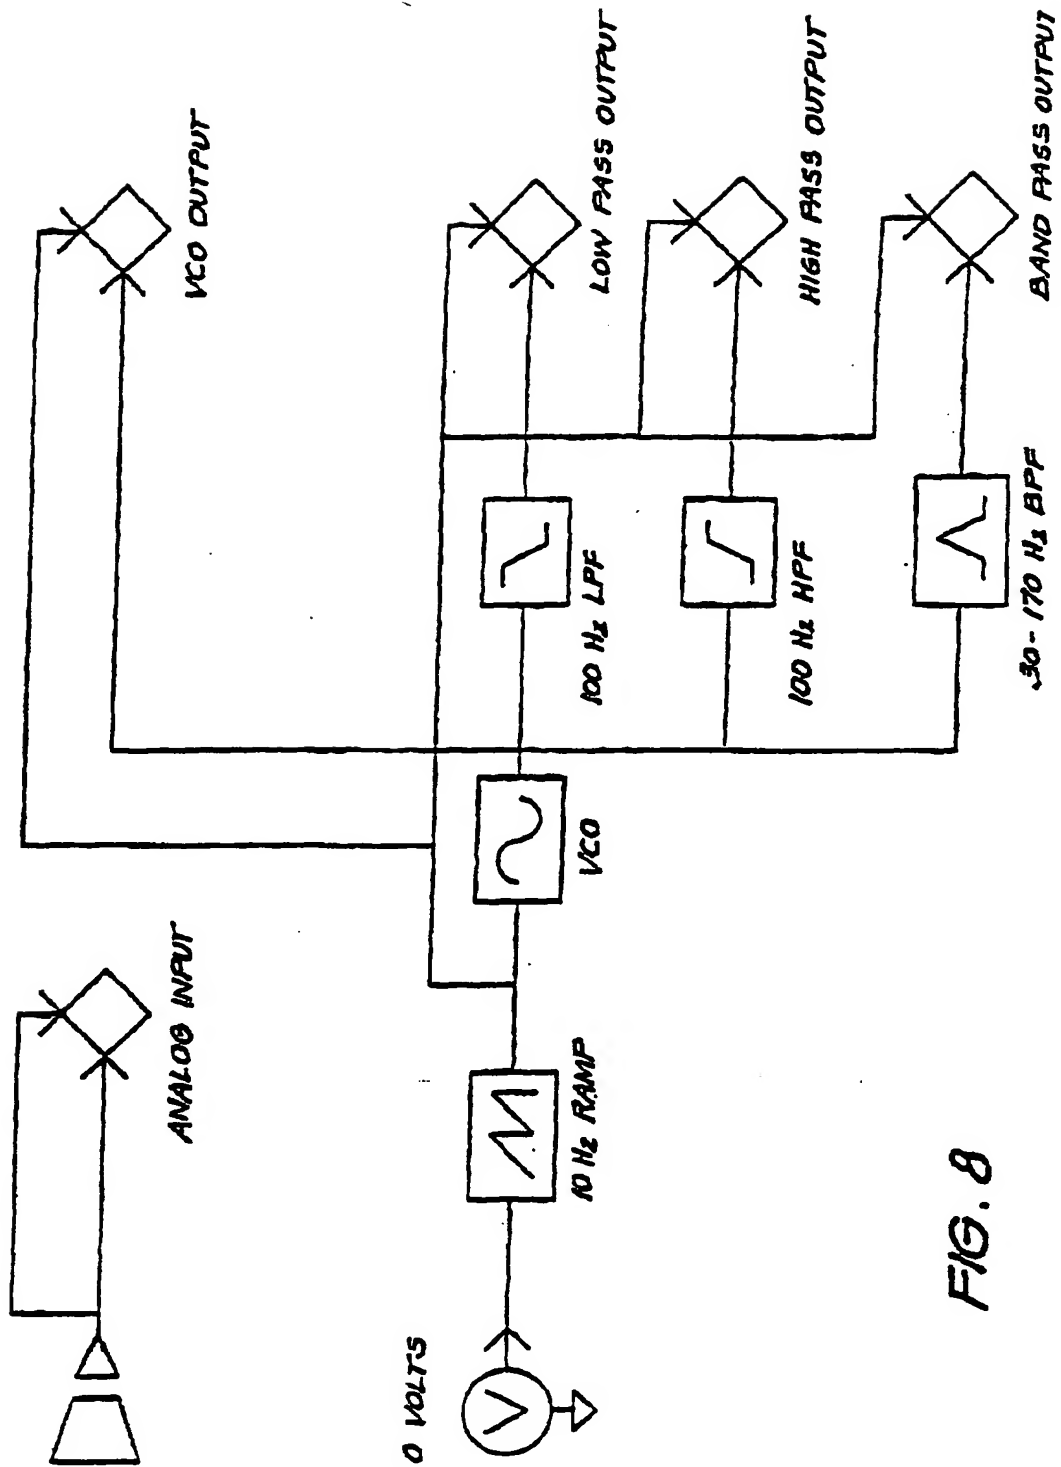 ANALOG INPUT
VCO OUTPUT
0 VOLTS
V
10 Hz RAMP
VCO
100 Hz LPF
LOW PASS OUTPUT
100 Hz HPF
HIGH PASS OUTPUT
30-170 Hz BPF
BAND PASS OUTPUT
FIG. 8